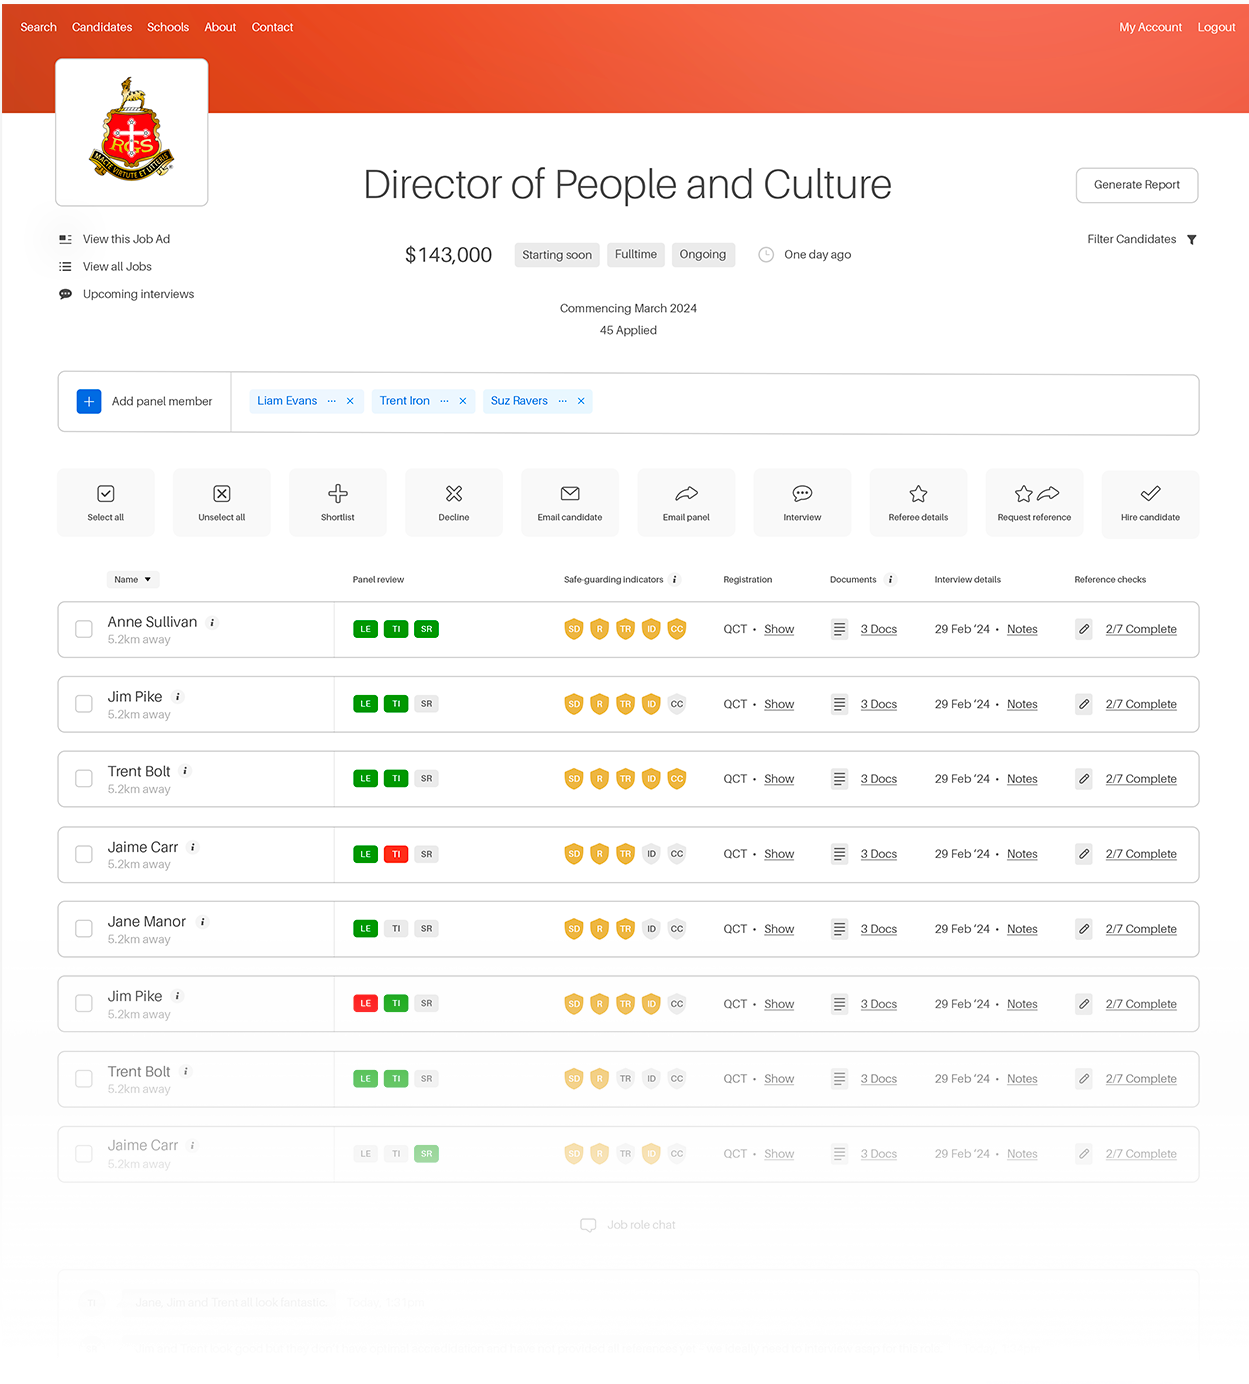 Search Candidates Schools About Contact My Account Logout
RGS
MACTE VIRTUTE ET LITTERIS
Director of People and Culture
Generate Report
View this Job Ad
Filter Candidates
$143,000 Starting soon Fulltime Ongoing One day ago
View all Jobs
Upcoming interviews
Commencing March 2024
45 Applied
Add panel member Liam Evans ··· × Trent Iron ··· × Suz Ravers ··· ×
Select all Unselect all Shortlist Decline Email candidate Email panel Interview Referee details Request reference Hire candidate
Name Panel review Safe-guarding indicators i Registration Documents i Interview details Reference checks
Anne Sullivan i
5.2km away
LE TI SR SD R TR ID CC QCT • Show 3 Docs 29 Feb ‘24 • Notes 2/7 Complete
Jim Pike i
5.2km away
LE TI SR SD R TR ID CC QCT • Show 3 Docs 29 Feb ‘24 • Notes 2/7 Complete
Trent Bolt i
5.2km away
LE TI SR SD R TR ID CC QCT • Show 3 Docs 29 Feb ‘24 • Notes 2/7 Complete
Jaime Carr i
5.2km away
LE TI SR SD R TR ID CC QCT • Show 3 Docs 29 Feb ‘24 • Notes 2/7 Complete
Jane Manor i
5.2km away
LE TI SR SD R TR ID CC QCT • Show 3 Docs 29 Feb ‘24 • Notes 2/7 Complete
Jim Pike i
5.2km away
LE TI SR SD R TR ID CC QCT • Show 3 Docs 29 Feb ‘24 • Notes 2/7 Complete
Trent Bolt i
5.2km away
LE TI SR SD R TR ID CC QCT • Show 3 Docs 29 Feb ‘24 • Notes 2/7 Complete
Jaime Carr i
5.2km away
LE TI SR SD R TR ID CC QCT • Show 3 Docs 29 Feb ‘24 • Notes 2/7 Complete
Job role chat
TI Jane, Jim and Trent all look fantastic.